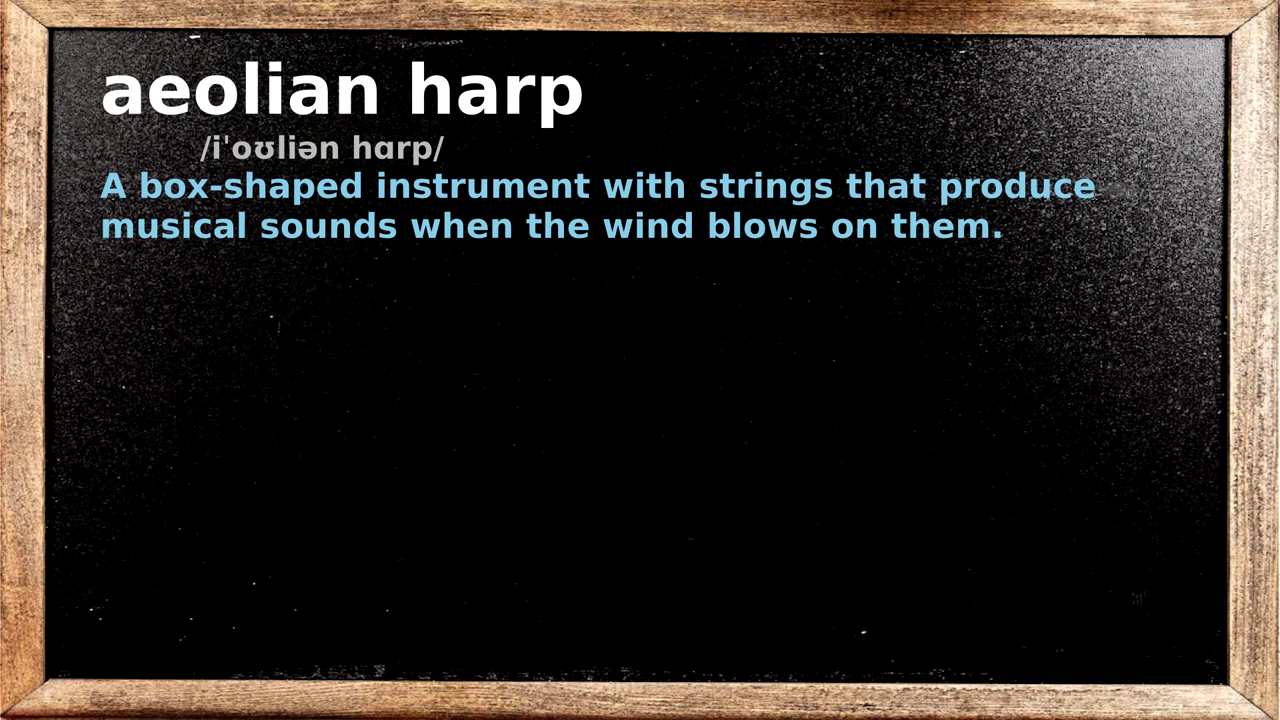 aeolian harp
/iˈoʊliən hɑrp/
A box-shaped instrument with strings that produce
musical sounds when the wind blows on them.